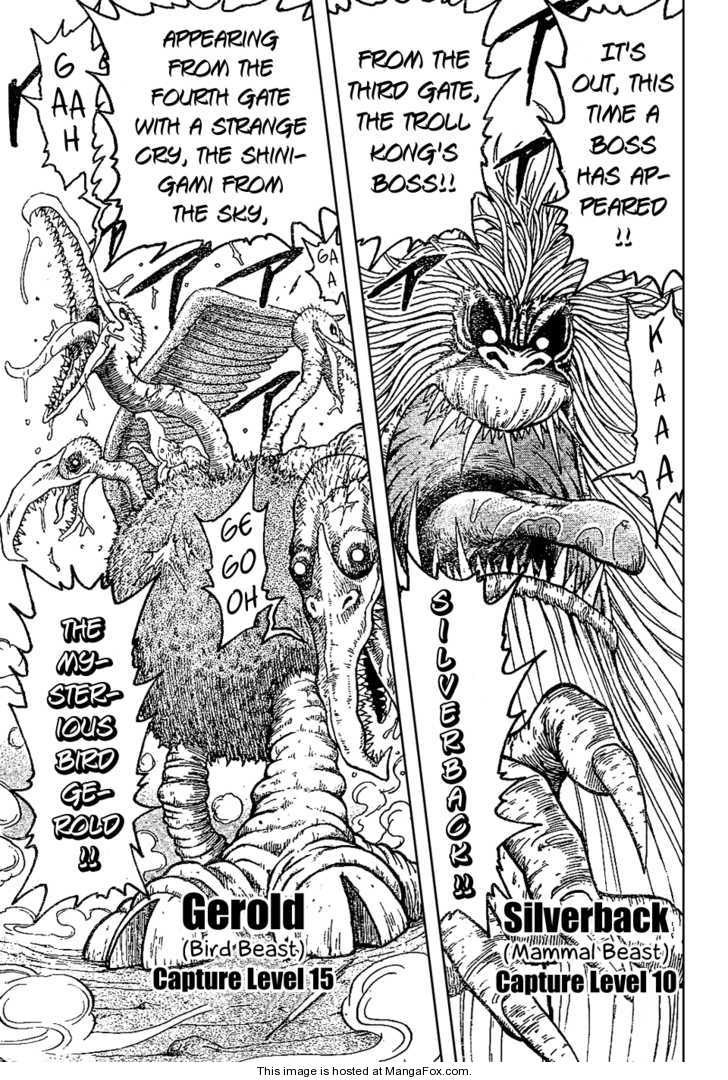 IT'S
OUT, THIS
TIME A
BOSS
HAS AP-
PEARED
!!
FROM THE
THIRD GATE,
THE TROLL
KONG'S
BOSS!!
KAAAA
SILVERBACK!!
Silverback
(Mammal Beast)
Capture Level 10
APPEARING
FROM THE
FOURTH GATE
WITH A STRANGE
CRY, THE SHINI-
GAMI FROM
THE SKY,
G
AA
H
GA
A
GE
GO
OH
THE
MY-
STER-
IOUS
BIRD
GE-
ROLD
!!
Gerold
(Bird Beast)
Capture Level 15
This image is hosted at MangaFox.com.